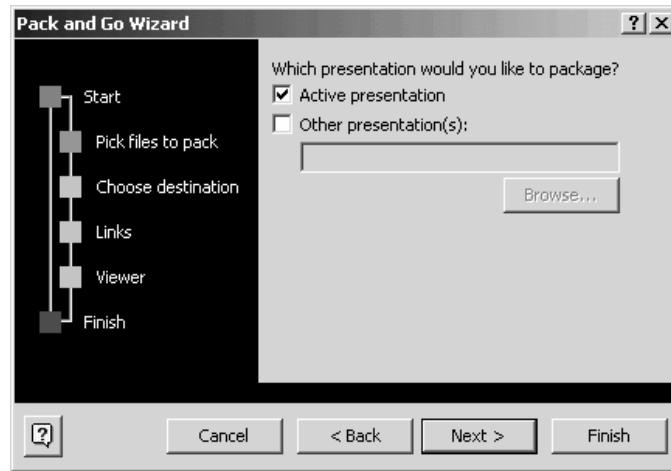 Pack and Go Wizard
Start
Pick files to pack
Choose destination
Links
Viewer
Finish
Which presentation would you like to package?
Active presentation
Other presentation(s):
Browse...
Cancel
< Back
Next >
Finish